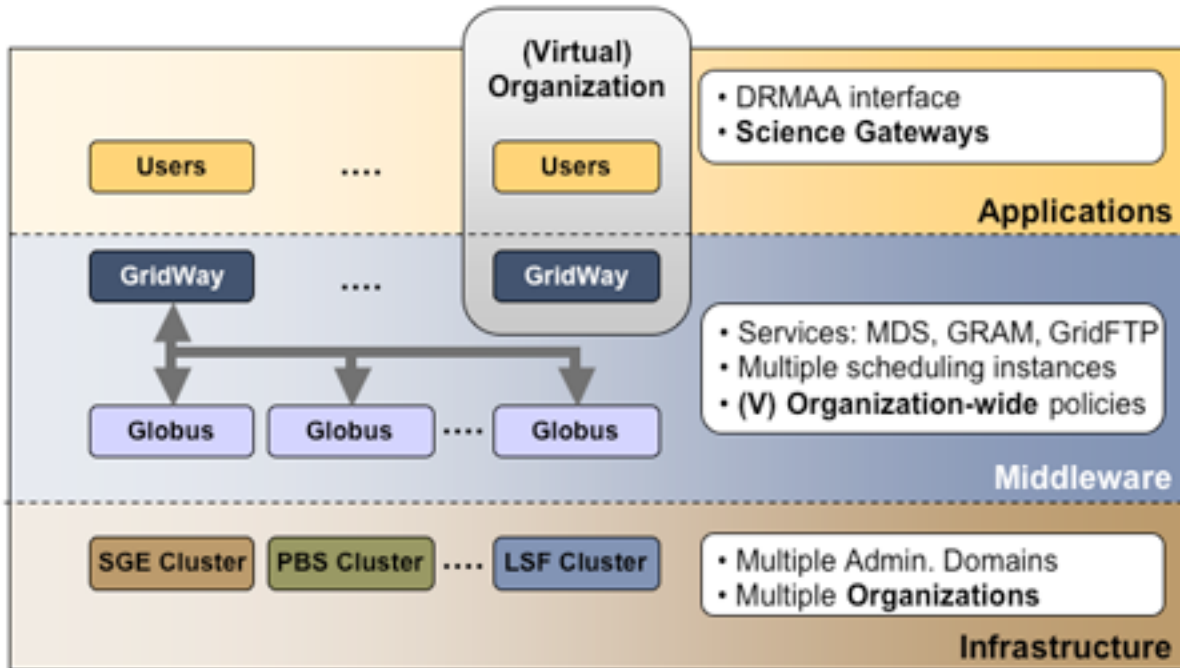 (Virtual)
Organization
• DRMAA interface
• Science Gateways
Users
....
Users
Applications
GridWay
....
GridWay
• Services: MDS, GRAM, GridFTP
• Multiple scheduling instances
• (V) Organization-wide policies
Globus
Globus
....
Globus
Middleware
SGE Cluster
PBS Cluster
....
LSF Cluster
• Multiple Admin. Domains
• Multiple Organizations
Infrastructure